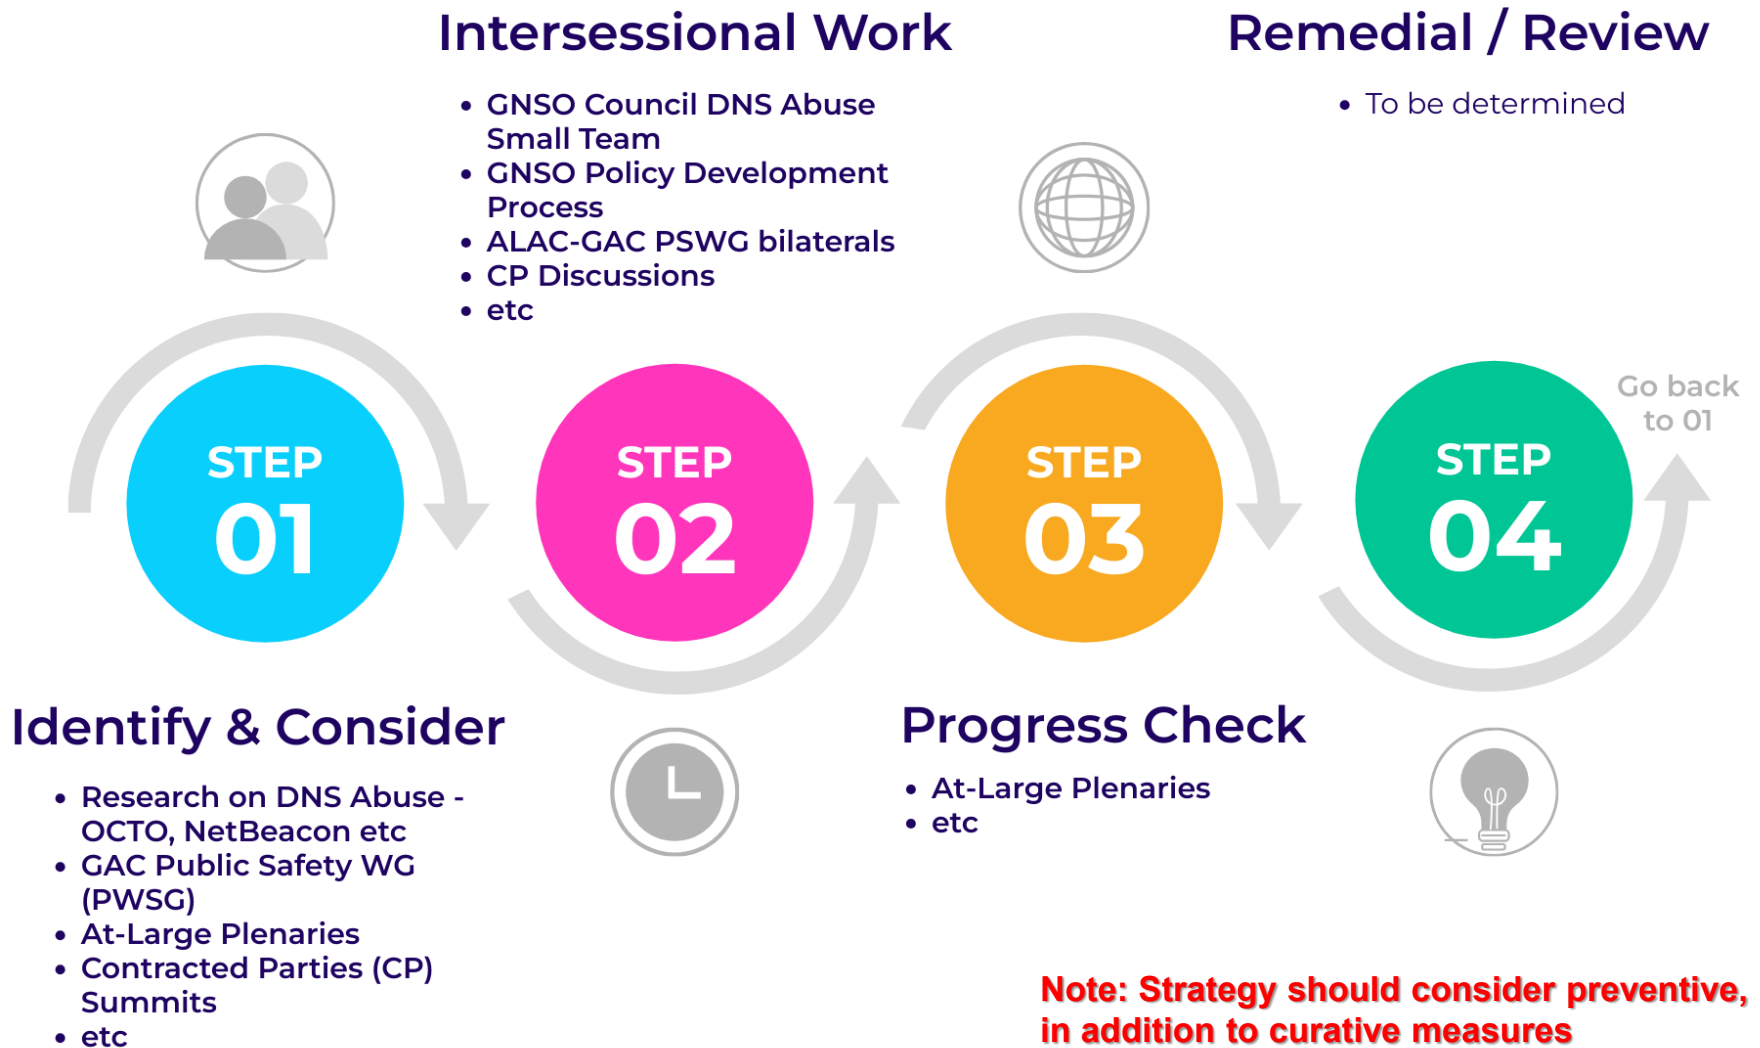 Intersessional Work
• GNSO Council DNS Abuse
Small Team
• GNSO Policy Development
Process
• ALAC-GAC PSWG bilaterals
• CP Discussions
• etc
Remedial / Review
• To be determined
STEP
01
STEP
02
STEP
03
STEP
04
Go back
to 01
Identify & Consider
• Research on DNS Abuse -
OCTO, NetBeacon etc
• GAC Public Safety WG
(PWSG)
• At-Large Plenaries
• Contracted Parties (CP)
Summits
• etc
Progress Check
• At-Large Plenaries
• etc
Note: Strategy should consider preventive,
in addition to curative measures